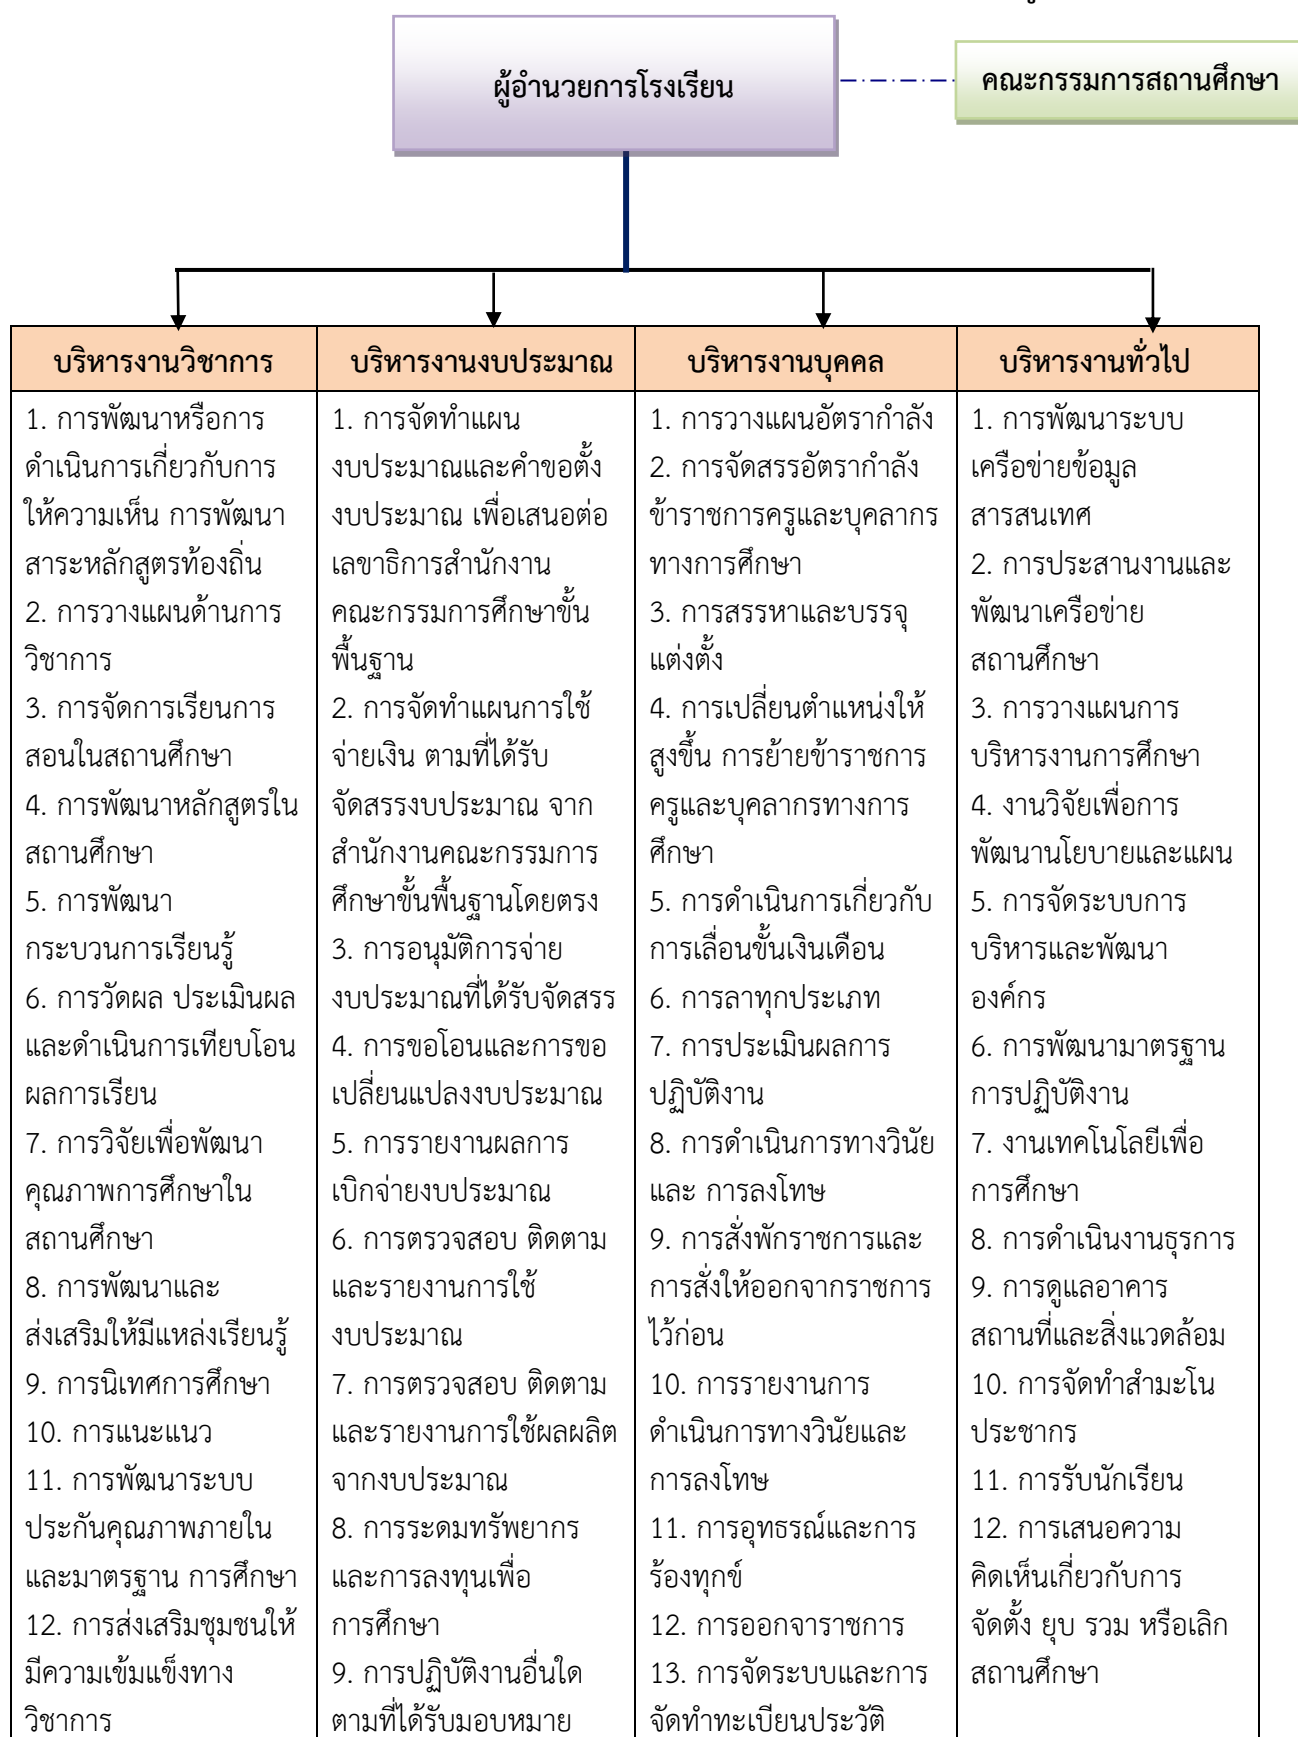 ผู้อำนวยการโรงเรียน
คณะกรรมการสถานศึกษา
บริหารงานวิชาการ
1. การพัฒนาหรือการ
ดำเนินการเกี่ยวกับการ
ให้ความเห็น การพัฒนา
สาระหลักสูตรท้องถิ่น
2. การวางแผนด้านการ
วิชาการ
3. การจัดการเรียนการ
สอนในสถานศึกษา
4. การพัฒนาหลักสูตรใน
สถานศึกษา
5. การพัฒนา
กระบวนการเรียนรู้
6. การวัดผล ประเมินผล
และดำเนินการเทียบโอน
ผลการเรียน
7. การวิจัยเพื่อพัฒนา
คุณภาพการศึกษาใน
สถานศึกษา
8. การพัฒนาและ
ส่งเสริมให้มีแหล่งเรียนรู้
9. การนิเทศการศึกษา
10. การแนะแนว
11. การพัฒนาระบบ
ประกันคุณภาพภายใน
และมาตรฐาน การศึกษา
12. การส่งเสริมชุมชนให้
มีความเข้มแข็งทาง
วิชาการ
บริหารงานงบประมาณ
1. การจัดทำแผน
งบประมาณและคำขอตั้ง
งบประมาณ เพื่อเสนอต่อ
เลขาธิการสำนักงาน
คณะกรรมการศึกษาขั้น
พื้นฐาน
2. การจัดทำแผนการใช้
จ่ายเงิน ตามที่ได้รับ
จัดสรรงบประมาณ จาก
สำนักงานคณะกรรมการ
ศึกษาขั้นพื้นฐานโดยตรง
3. การอนุมัติการจ่าย
งบประมาณที่ได้รับจัดสรร
4. การขอโอนและการขอ
เปลี่ยนแปลงงบประมาณ
5. การรายงานผลการ
เบิกจ่ายงบประมาณ
6. การตรวจสอบ ติดตาม
และรายงานการใช้
งบประมาณ
7. การตรวจสอบ ติดตาม
และรายงานการใช้ผลผลิต
จากงบประมาณ
8. การระดมทรัพยากร
และการลงทุนเพื่อ
การศึกษา
9. การปฏิบัติงานอื่นใด
ตามที่ได้รับมอบหมาย
บริหารงานบุคคล
1. การวางแผนอัตรากำลัง
2. การจัดสรรอัตรากำลัง
ข้าราชการครูและบุคลากร
ทางการศึกษา
3. การสรรหาและบรรจุ
แต่งตั้ง
4. การเปลี่ยนตำแหน่งให้
สูงขึ้น การย้ายข้าราชการ
ครูและบุคลากรทางการ
ศึกษา
5. การดำเนินการเกี่ยวกับ
การเลื่อนขั้นเงินเดือน
6. การลาทุกประเภท
7. การประเมินผลการ
ปฏิบัติงาน
8. การดำเนินการทางวินัย
และ การลงโทษ
9. การสั่งพักราชการและ
การสั่งให้ออกจากราชการ
ไว้ก่อน
10. การรายงานการ
ดำเนินการทางวินัยและ
การลงโทษ
11. การอุทธรณ์และการ
ร้องทุกข์
12. การออกจาราชการ
13. การจัดระบบและการ
จัดทำทะเบียนประวัติ
บริหารงานทั่วไป
1. การพัฒนาระบบ
เครือข่ายข้อมูล
สารสนเทศ
2. การประสานงานและ
พัฒนาเครือข่าย
สถานศึกษา
3. การวางแผนการ
บริหารงานการศึกษา
4. งานวิจัยเพื่อการ
พัฒนานโยบายและแผน
5. การจัดระบบการ
บริหารและพัฒนา
องค์กร
6. การพัฒนามาตรฐาน
การปฏิบัติงาน
7. งานเทคโนโลยีเพื่อ
การศึกษา
8. การดำเนินงานธุรการ
9. การดูแลอาคาร
สถานที่และสิ่งแวดล้อม
10. การจัดทำสำมะโน
ประชากร
11. การรับนักเรียน
12. การเสนอความ
คิดเห็นเกี่ยวกับการ
จัดตั้ง ยุบ รวม หรือเลิก
สถานศึกษา